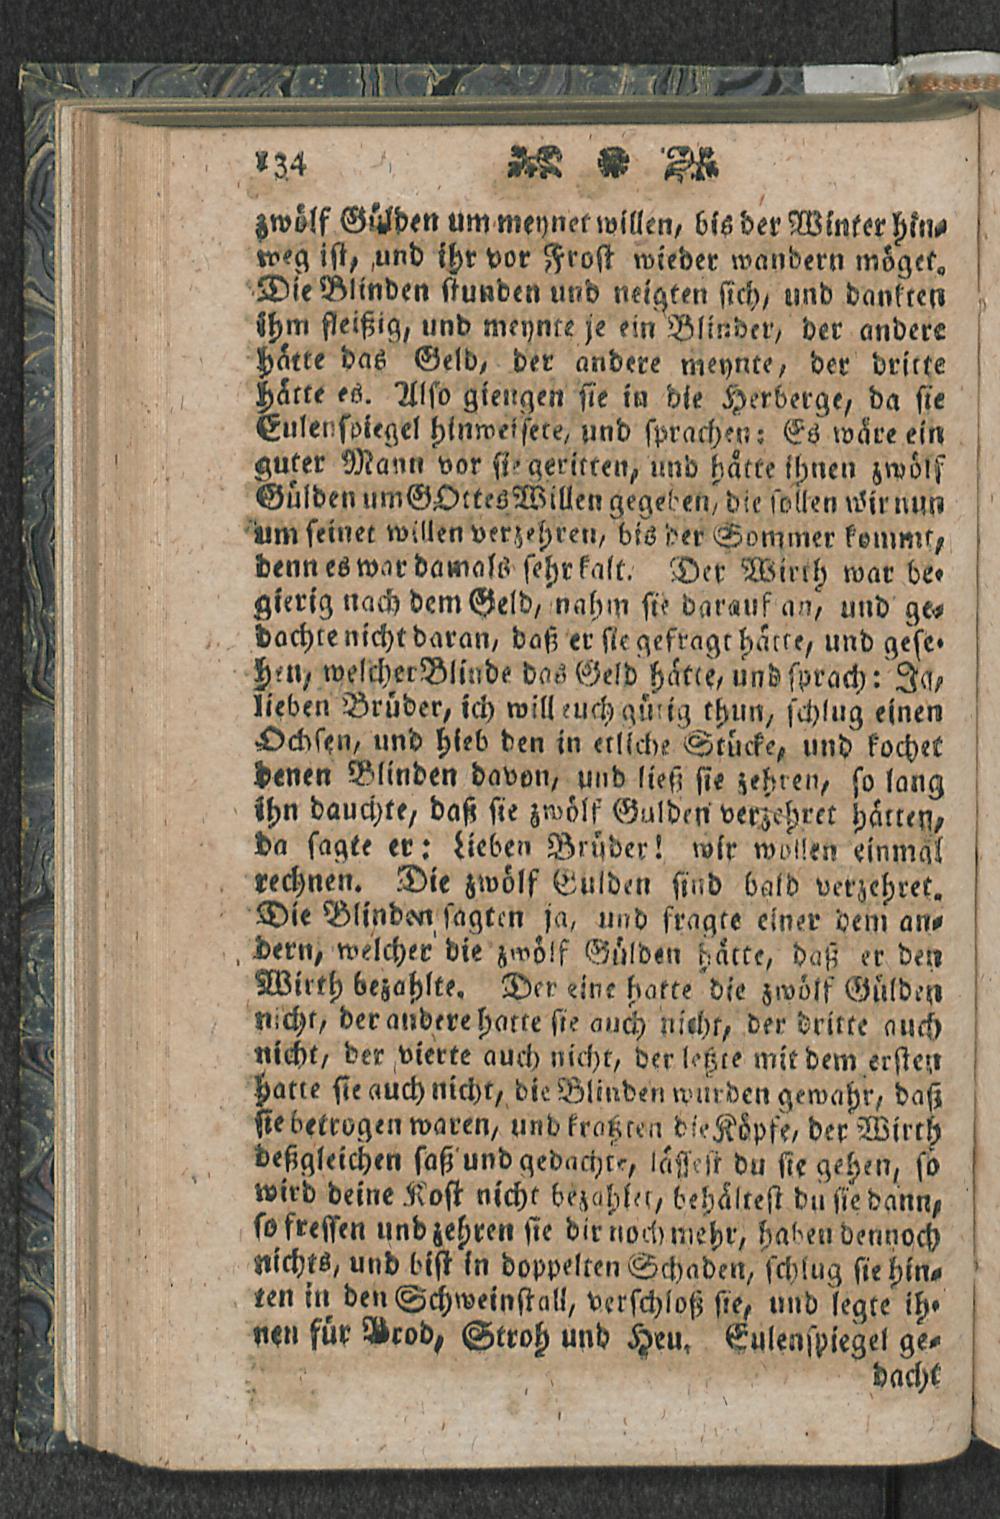 134
zwölf Gülden um meynet willen, bis der Winter hin-
weg ist, und ihr vor Frost wieder wandern möget.
Die Blinden stunden und neigten sich, und dankten
ihm fleißig, und meynte je ein Blinder, der andere
hätte das Geld, der andere meynte, der dritte
hätte es. Also giengen sie in die Herberge, da sie
Eulenspiegel hinweisete, und sprachen: Es wäre ein
guter Mann vor sie geritten, und hätte ihnen zwölf
Gülden um GOttes Willen gegeben, die sollen wir nun
um seinet willen verzehren, bis der Sommer kommt,
denn es war damals sehr kalt. Der Wirth war be-
gierig nach dem Geld, nahm sie darauf an, und ge-
dachte nicht daran, daß er sie gefragt hätte, und gese-
hen, welcher Blinde das Geld hätte, und sprach: Ja,
lieben Brüder, ich will euch gütig thun, schlug einen
Ochsen, und hieb den in etliche Stücke, und kochet
denen Blinden davon, und ließ sie zehren, so lang
ihn dauchte, daß sie zwölf Gulden verzehret hätten,
da sagte er: Lieben Brüder! wir wollen einmal
rechnen. Die zwölf Gulden sind bald verzehret.
Die Blinden sagten ja, und fragte einer dem an-
dern, welcher die zwölf Gülden hätte, daß er den
Wirth bezahlte. Der eine hatte die zwölf Gülden
nicht, der andere hatte sie auch nicht, der dritte auch
nicht, der vierte auch nicht, der letzte mit dem ersten
hatte sie auch nicht, die Blinden wurden gewahr, daß
sie betrogen waren, und kratzten die Köpfe, der Wirth
deßgleichen saß und gedachte, lässest du sie gehen, so
wird deine Kost nicht bezahlet, behältest du sie dann,
so fressen und zehren sie dir noch mehr, haben dennoch
nichts, und bist in doppelten Schaden, schlug sie hin-
ten in den Schweinstall, verschloß sie, und legte ih-
nen für Brod, Stroh und Heu. Eulenspiegel ge-
dacht